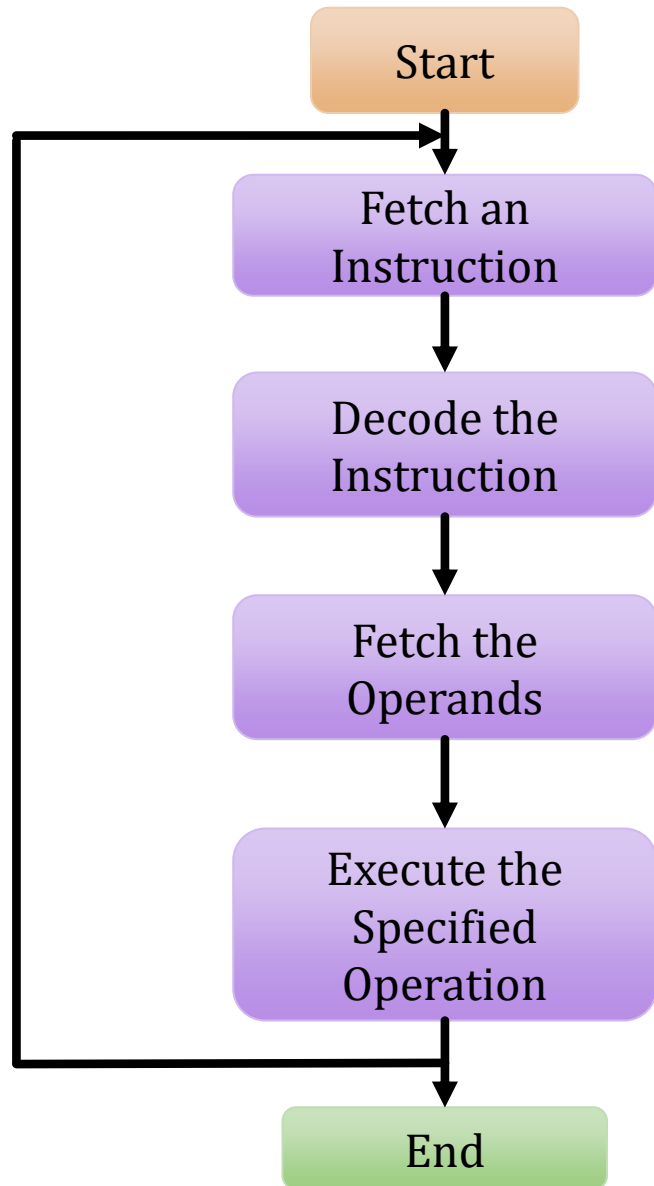 Start
Fetch an
Instruction
Decode the
Instruction
Fetch the
Operands
Execute the
Specified
Operation
End